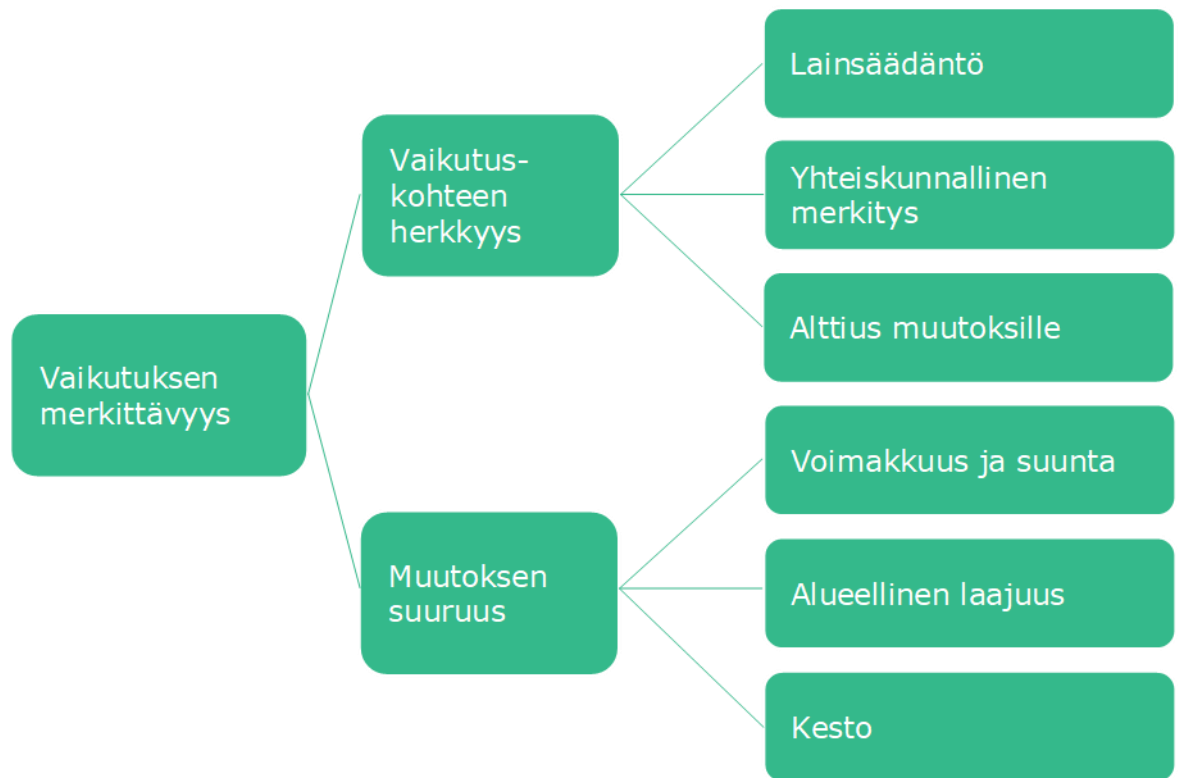 Vaikutuksen
merkittävyys
Vaikutus-
kohteen
herkkyys
Lainsäädäntö
Yhteiskunnallinen
merkitys
Alttius muutoksille
Muutoksen
suuruus
Voimakkuus ja suunta
Alueellinen laajuus
Kesto